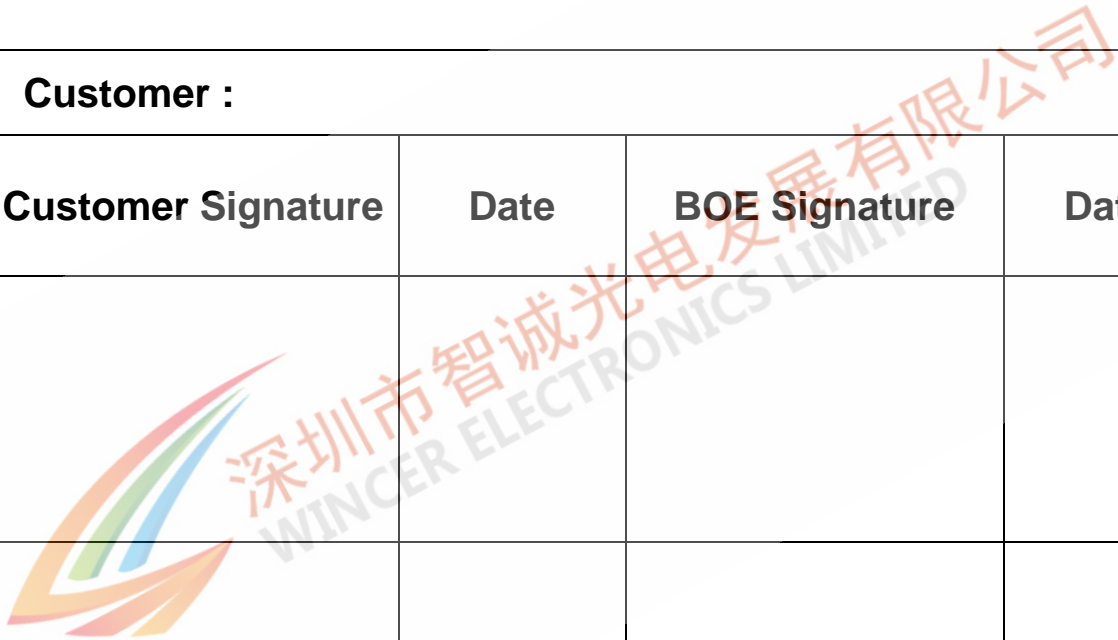 Customer :
Customer Signature Date BOE Signature Dat
深圳市智诚光电发展有限公司
WINCER ELECTRONICS LIMITED